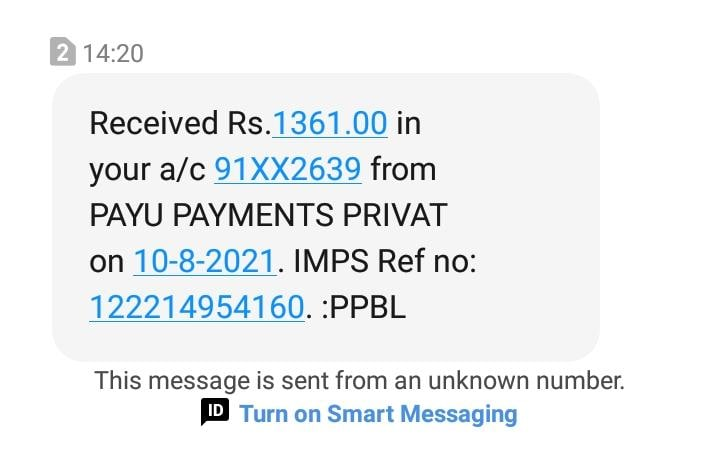 2 14:20
Received Rs.1361.00 in
your a/c 91XX2639 from
PAYU PAYMENTS PRIVAT
on 10-8-2021. IMPS Ref no:
122214954160. :PPBL
This message is sent from an unknown number.
ID Turn on Smart Messaging